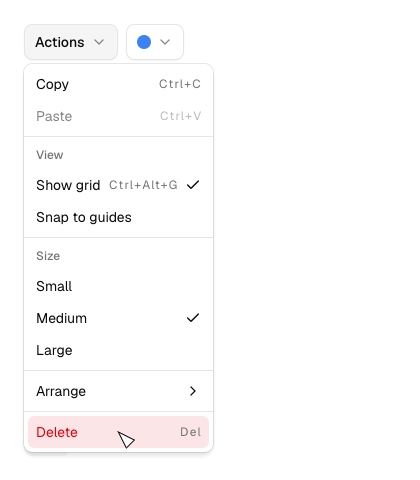 Actions
Copy Ctrl+C
Paste Ctrl+V
View
Show grid Ctrl+Alt+G
Snap to guides
Size
Small
Medium
Large
Arrange
Delete Del